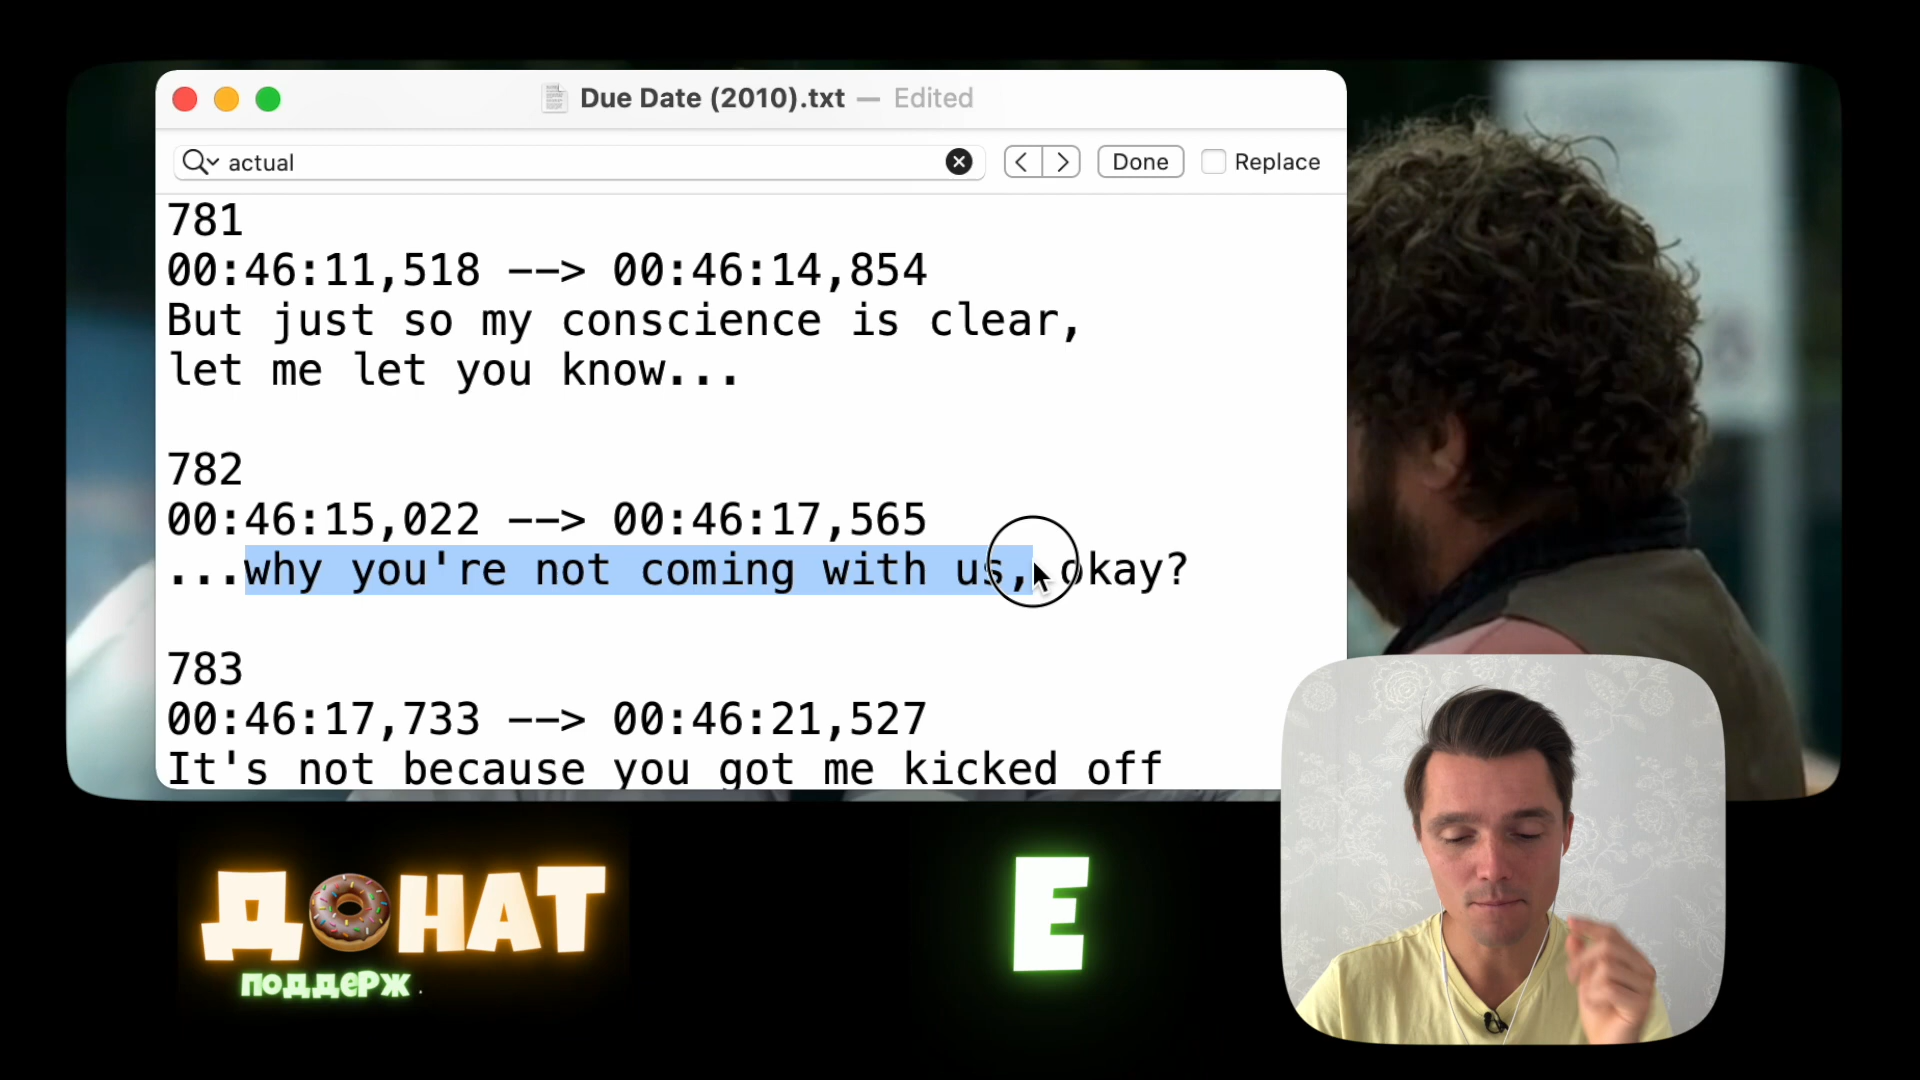 Due Date (2010).txt — Edited
actual
Done
Replace
781
00:46:11,518 --> 00:46:14,854
But just so my conscience is clear,
let me let you know...
782
00:46:15,022 --> 00:46:17,565
...why you're not coming with us, okay?
783
00:46:17,733 --> 00:46:21,527
It's not because you got me kicked off
ДОНАТ
поддерж .
Е